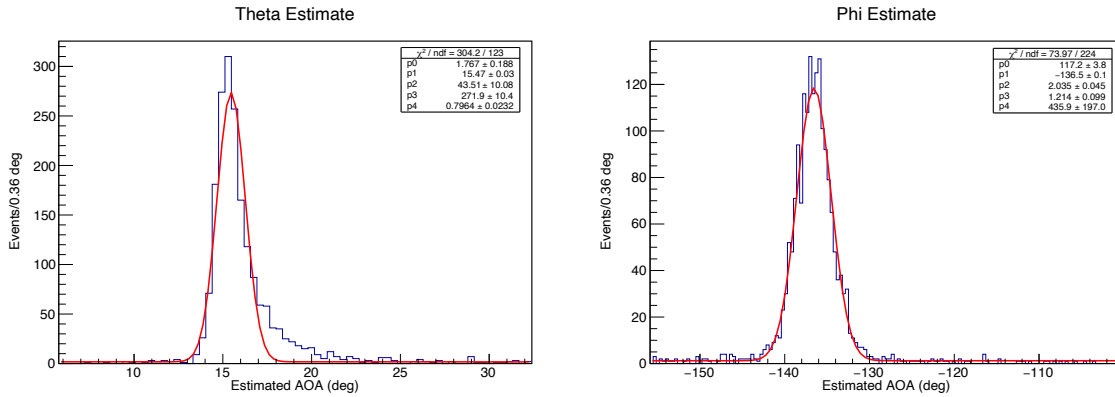 Theta Estimate
χ² / ndf = 304.2 / 123
p0 1.767 ± 0.188
p1 15.47 ± 0.03
p2 43.51 ± 10.08
p3 271.9 ± 10.4
p4 0.7964 ± 0.0232
Events/0.36 deg
300
250
200
150
100
50
0
10 15 20 25 30
Estimated AOA (deg)
Phi Estimate
χ² / ndf = 73.97 / 224
p0 117.2 ± 3.8
p1 −136.5 ± 0.1
p2 2.035 ± 0.045
p3 1.214 ± 0.099
p4 435.9 ± 197.0
Events/0.36 deg
120
100
80
60
40
20
0
−150 −140 −130 −120 −110
Estimated AOA (deg)